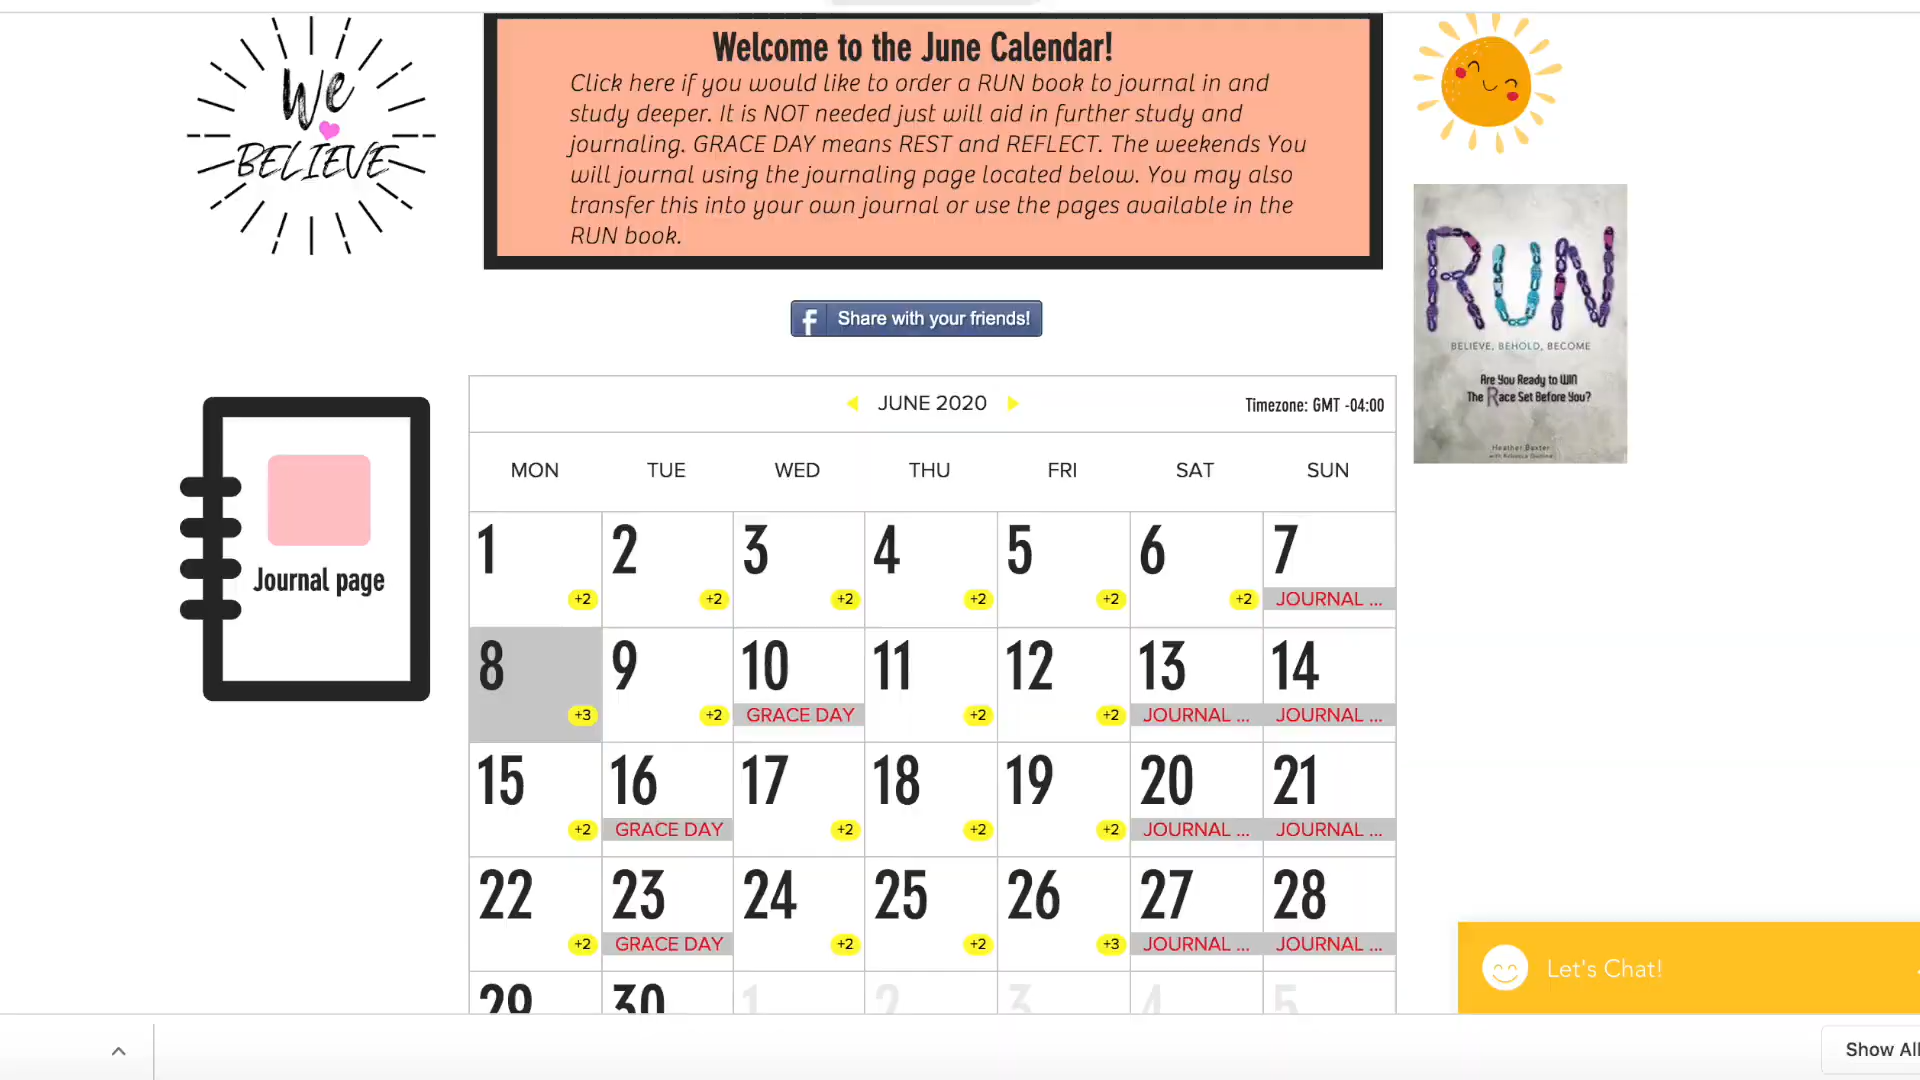 We
BELIEVE
Welcome to the June Calendar!
Click here if you would like to order a RUN book to journal in and
study deeper. It is NOT needed just will aid in further study and
journaling. GRACE DAY means REST and REFLECT. The weekends You
will journal using the journaling page located below. You may also
transfer this into your own journal or use the pages available in the
RUN book.
f Share with your friends!
RUN
BELIEVE, BEHOLD, BECOME
Are You Ready to WIN
The Race Set Before You?
Heather Baxter
Journal page
JUNE 2020
Timezone: GMT -04:00
MON TUE WED THU FRI SAT SUN
1 2 3 4 5 6 7
+2 +2 +2 +2 +2 +2 JOURNAL ...
8 9 10 11 12 13 14
+3 +2 GRACE DAY +2 +2 JOURNAL ... JOURNAL ...
15 16 17 18 19 20 21
+2 GRACE DAY +2 +2 +2 JOURNAL ... JOURNAL ...
22 23 24 25 26 27 28
+2 GRACE DAY +2 +2 +3 JOURNAL ... JOURNAL ...
29 30 1 2 3 4 5
Let's Chat!
Show All